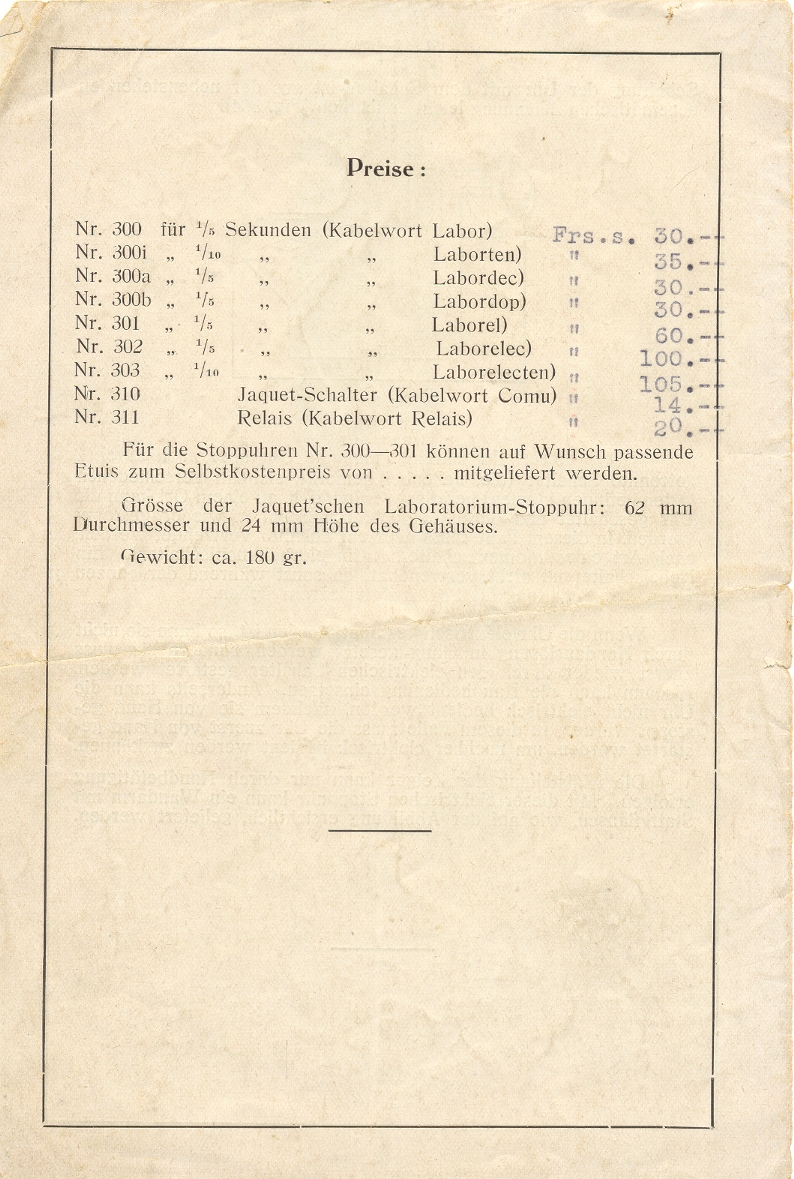 Preise :
Nr. 300 für 1/5 Sekunden (Kabelwort Labor) Frs.s. 30.--
Nr. 300i „ 1/10 „ „ Laborten) " 35.--
Nr. 300a „ 1/5 „ „ Labordec) " 30.--
Nr. 300b „ 1/5 „ „ Labordop) " 30.--
Nr. 301 „ 1/5 „ „ Laborel) " 60.--
Nr. 302 „ 1/5 „ „ Laborelec) " 100.--
Nr. 303 „ 1/10 „ „ Laborelecten) " 105.--
Nr. 310 Jaquet-Schalter (Kabelwort Comu) " 14.--
Nr. 311 Relais (Kabelwort Relais) " 20.--
Für die Stoppuhren Nr. 300—301 können auf Wunsch passende
Etuis zum Selbstkostenpreis von . . . . . mitgeliefert werden.
Grösse der Jaquet'schen Laboratorium-Stoppuhr: 62 mm
Durchmesser und 24 mm Höhe des Gehäuses.
Gewicht: ca. 180 gr.